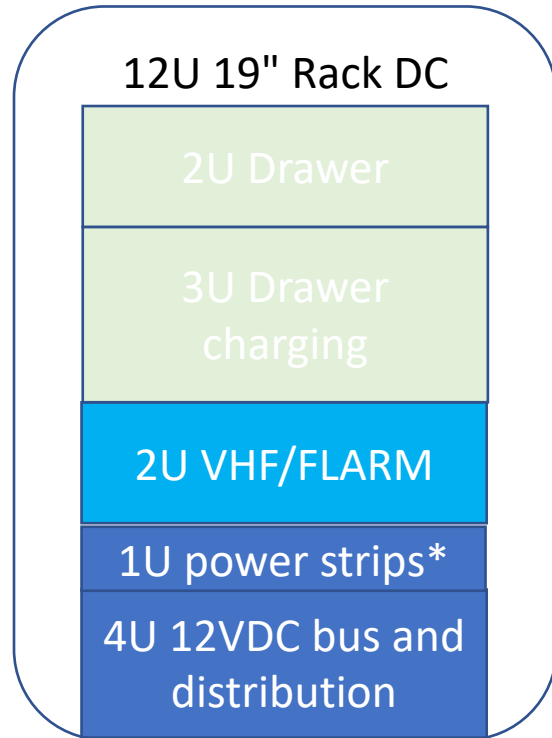 12U 19" Rack DC
2U Drawer
3U Drawer
charging
2U VHF/FLARM
1U power strips*
4U 12VDC bus and
distribution